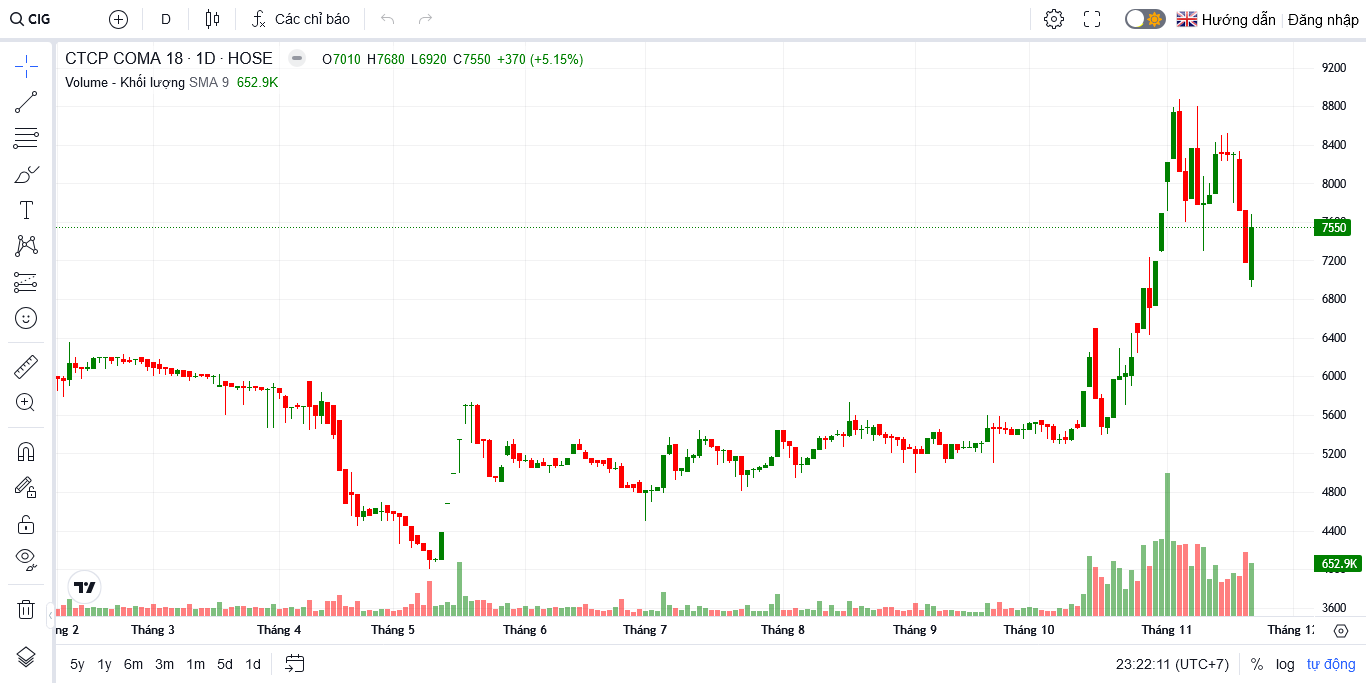 CIG D Các chỉ báo Hướng dẫn Đăng nhập
CTCP COMA 18 · 1D · HOSE O7010 H7680 L6920 C7550 +370 (+5.15%)
Volume - Khối lượng SMA 9 652.9K
9200
8800
8400
8000
7550
7200
6800
6400
6000
5600
5200
4800
4400
652.9K
3600
ng 2 Tháng 3 Tháng 4 Tháng 5 Tháng 6 Tháng 7 Tháng 8 Tháng 9 Tháng 10 Tháng 11 Tháng 1
5y 1y 6m 3m 1m 5d 1d 23:22:11 (UTC+7) % log tự động